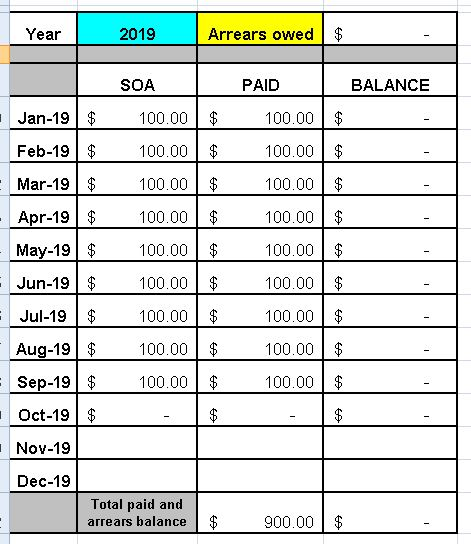 Year 2019 Arrears owed $ -
SOA PAID BALANCE
Jan-19 $ 100.00 $ 100.00 $ -
Feb-19 $ 100.00 $ 100.00 $ -
Mar-19 $ 100.00 $ 100.00 $ -
Apr-19 $ 100.00 $ 100.00 $ -
May-19 $ 100.00 $ 100.00 $ -
Jun-19 $ 100.00 $ 100.00 $ -
Jul-19 $ 100.00 $ 100.00 $ -
Aug-19 $ 100.00 $ 100.00 $ -
Sep-19 $ 100.00 $ 100.00 $ -
Oct-19 $ - $ - $ -
Nov-19
Dec-19
Total paid and
arrears balance $ 900.00 $ -